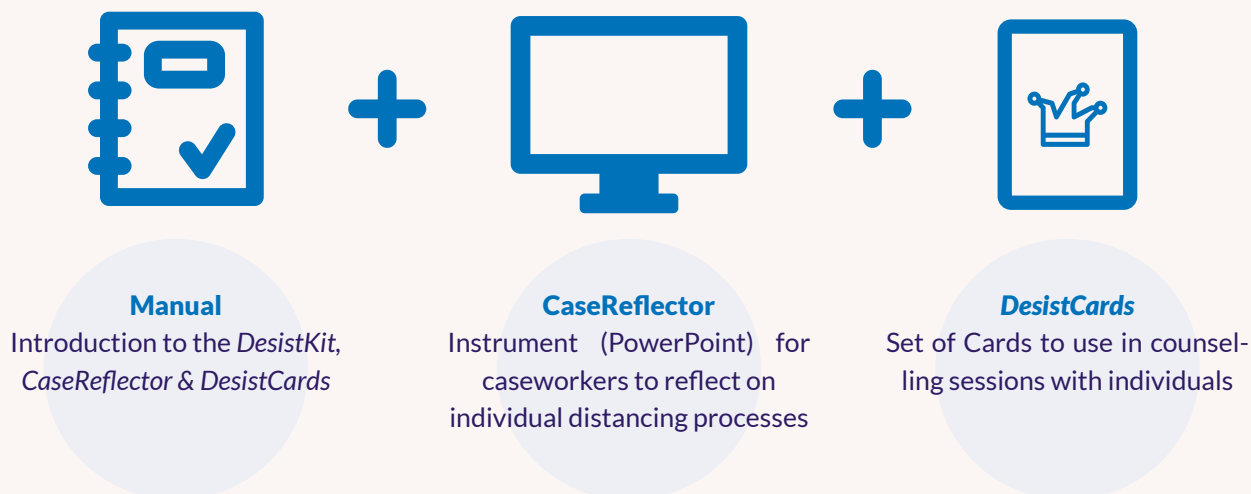 Manual
Introduction to the DesistKit,
CaseReflector & DesistCards
CaseReflector
Instrument (PowerPoint) for
caseworkers to reflect on
individual distancing processes
DesistCards
Set of Cards to use in counsel-
ling sessions with individuals